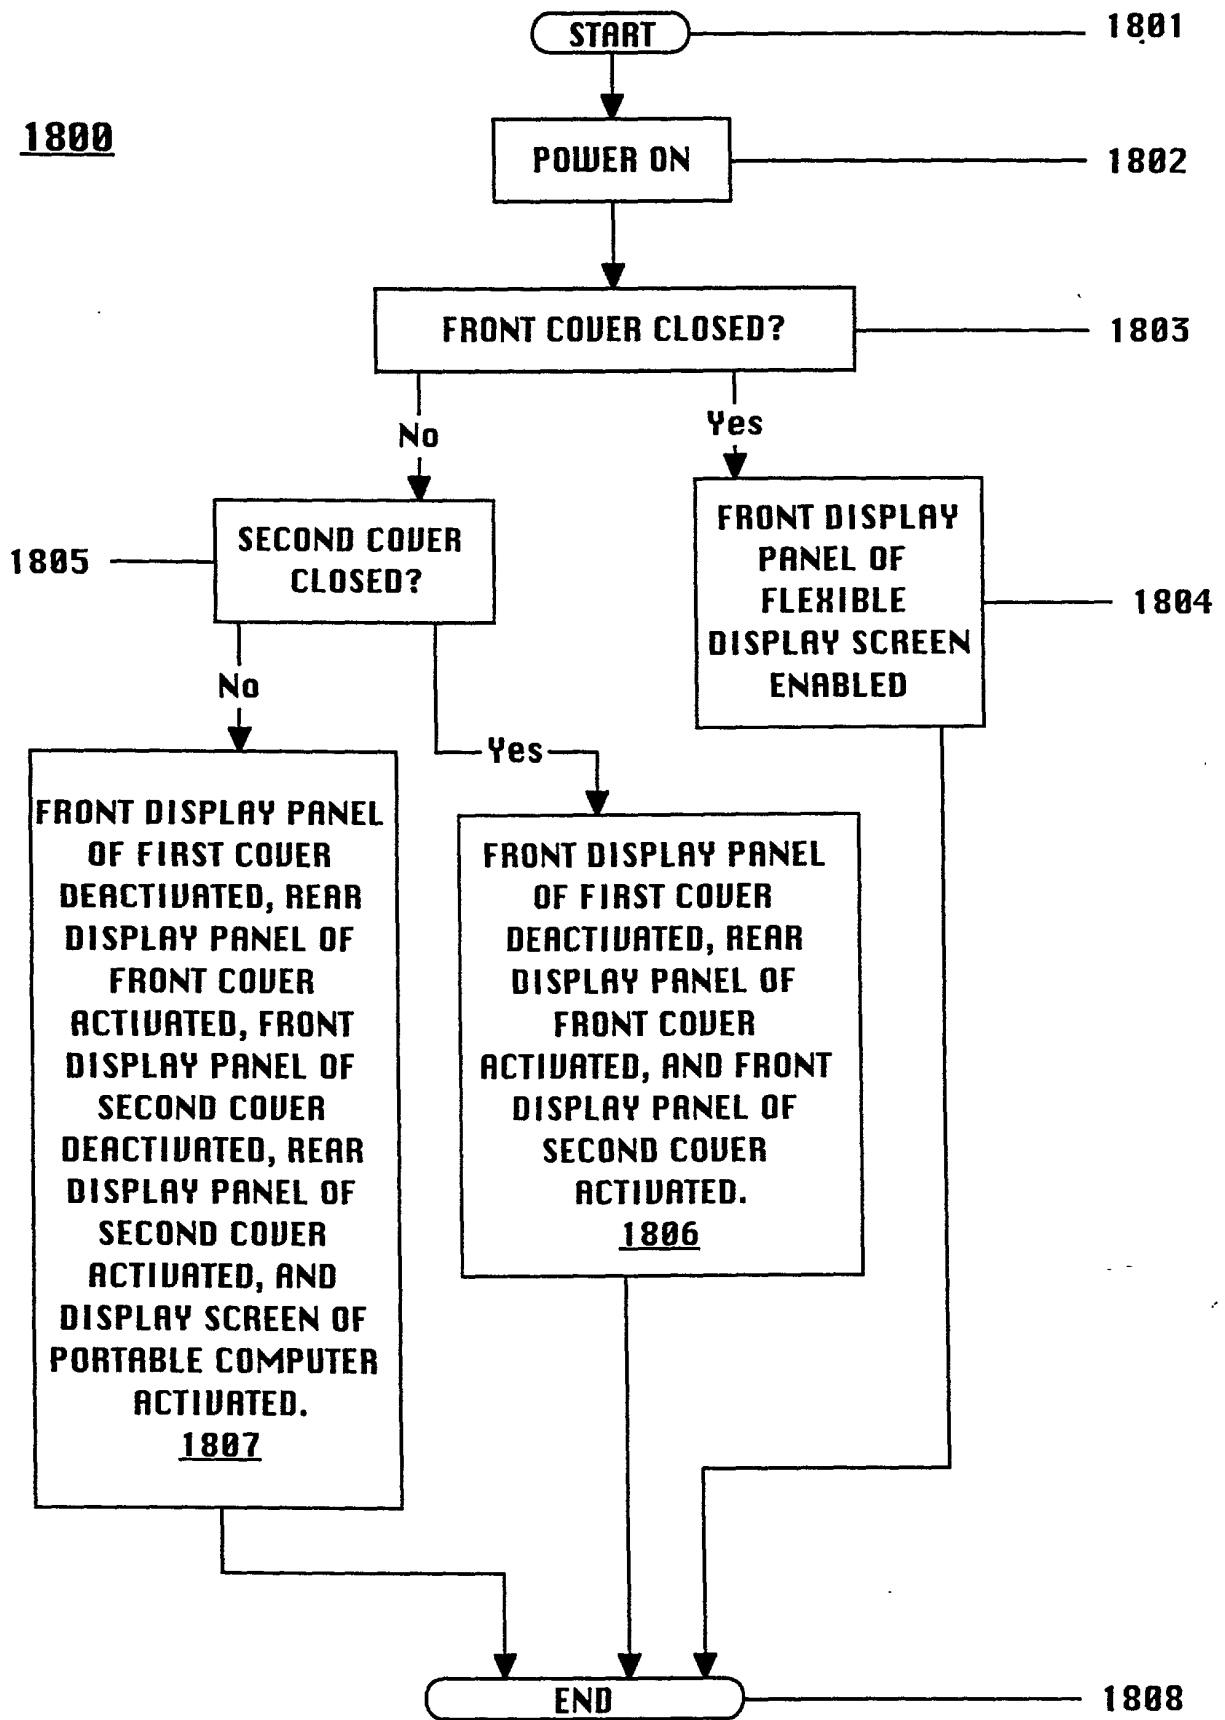 START
1801
1800
POWER ON
1802
FRONT COVER CLOSED?
1803
No
Yes
1805
SECOND COVER
CLOSED?
FRONT DISPLAY
PANEL OF
FLEXIBLE
DISPLAY SCREEN
ENABLED
1804
No
Yes
FRONT DISPLAY PANEL
OF FIRST COVER
DEACTIVATED, REAR
DISPLAY PANEL OF
FRONT COVER
ACTIVATED, FRONT
DISPLAY PANEL OF
SECOND COVER
DEACTIVATED, REAR
DISPLAY PANEL OF
SECOND COVER
ACTIVATED, AND
DISPLAY SCREEN OF
PORTABLE COMPUTER
ACTIVATED.
1807
FRONT DISPLAY PANEL
OF FIRST COVER
DEACTIVATED, REAR
DISPLAY PANEL OF
FRONT COVER
ACTIVATED, AND FRONT
DISPLAY PANEL OF
SECOND COVER
ACTIVATED.
1806
END
1808